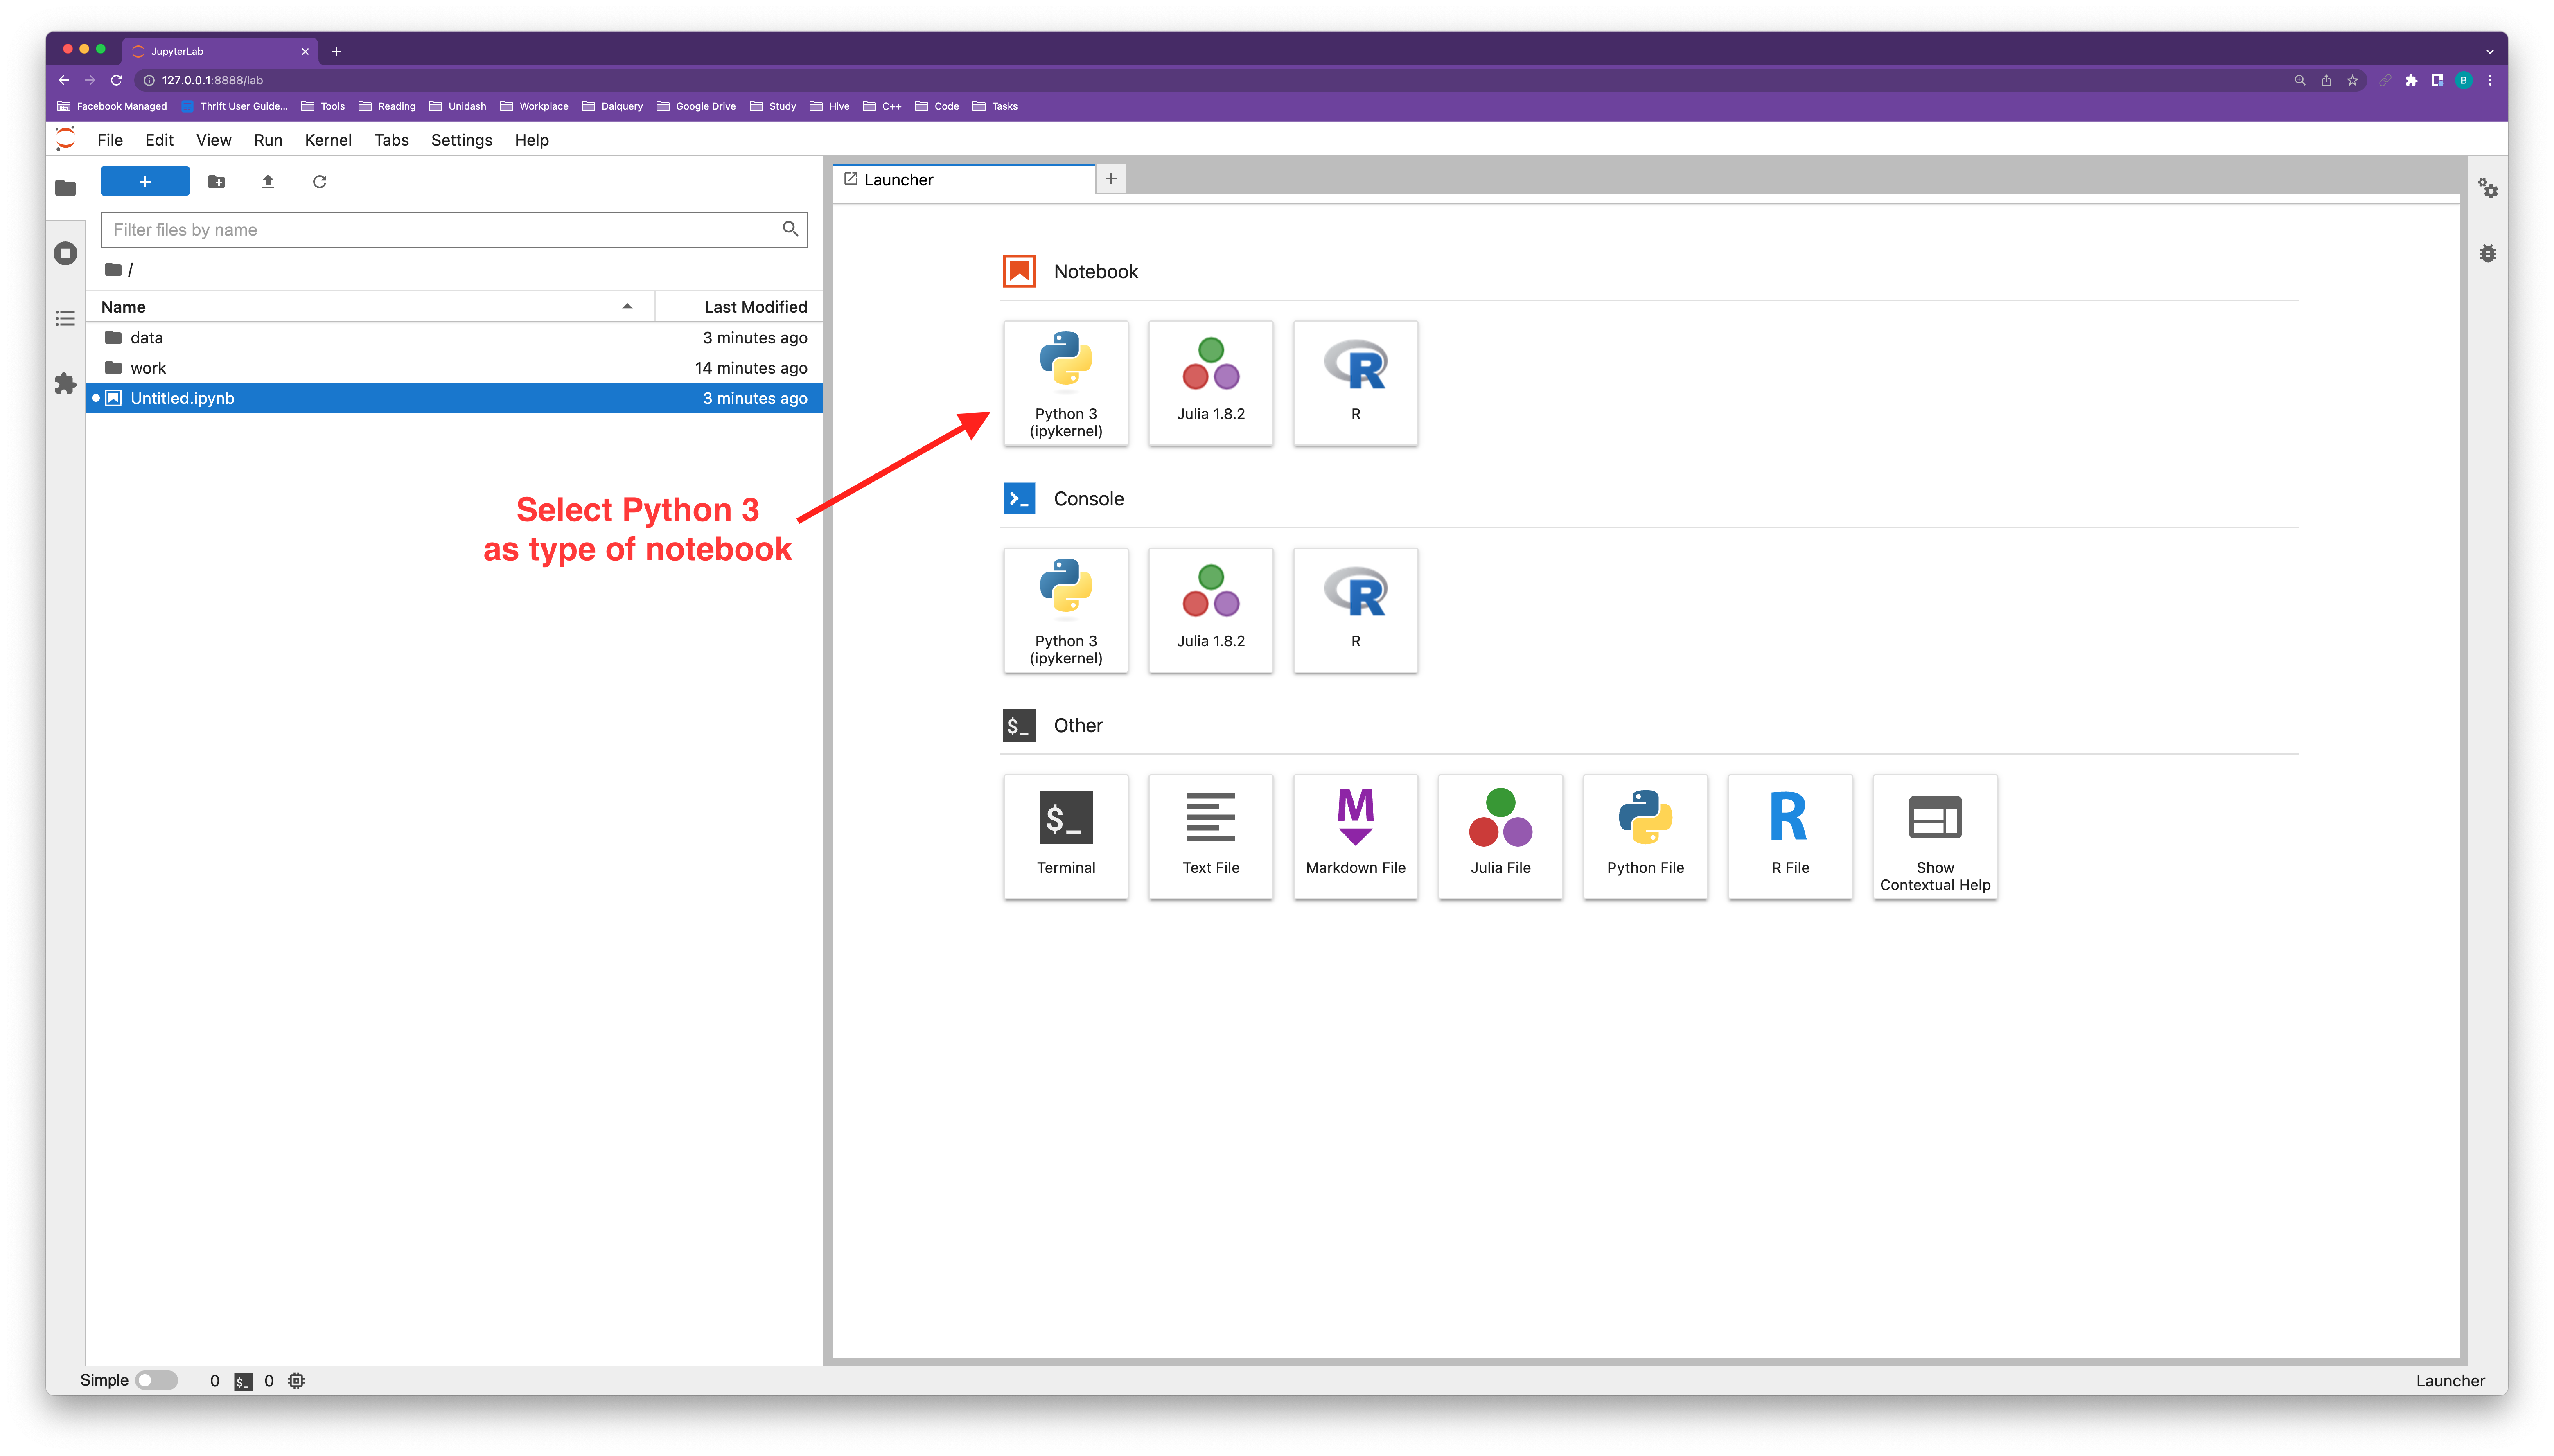 JupyterLab
127.0.0.1:8888/lab
B
Facebook Managed
Thrift User Guide...
Tools
Reading
Unidash
Workplace
Daiquery
Google Drive
Study
Hive
C++
Code
Tasks
File
Edit
View
Run
Kernel
Tabs
Settings
Help
Filter files by name
/
Name
Last Modified
data
3 minutes ago
work
14 minutes ago
Untitled.ipynb
3 minutes ago
Select Python 3
as type of notebook
Launcher
Notebook
Python 3
(ipykernel)
Julia 1.8.2
R
R
Console
Python 3
(ipykernel)
Julia 1.8.2
R
R
$_
Other
$_
Terminal
Text File
M
Markdown File
Julia File
Python File
R
R File
Show
Contextual Help
Simple
0
$_
0
Launcher